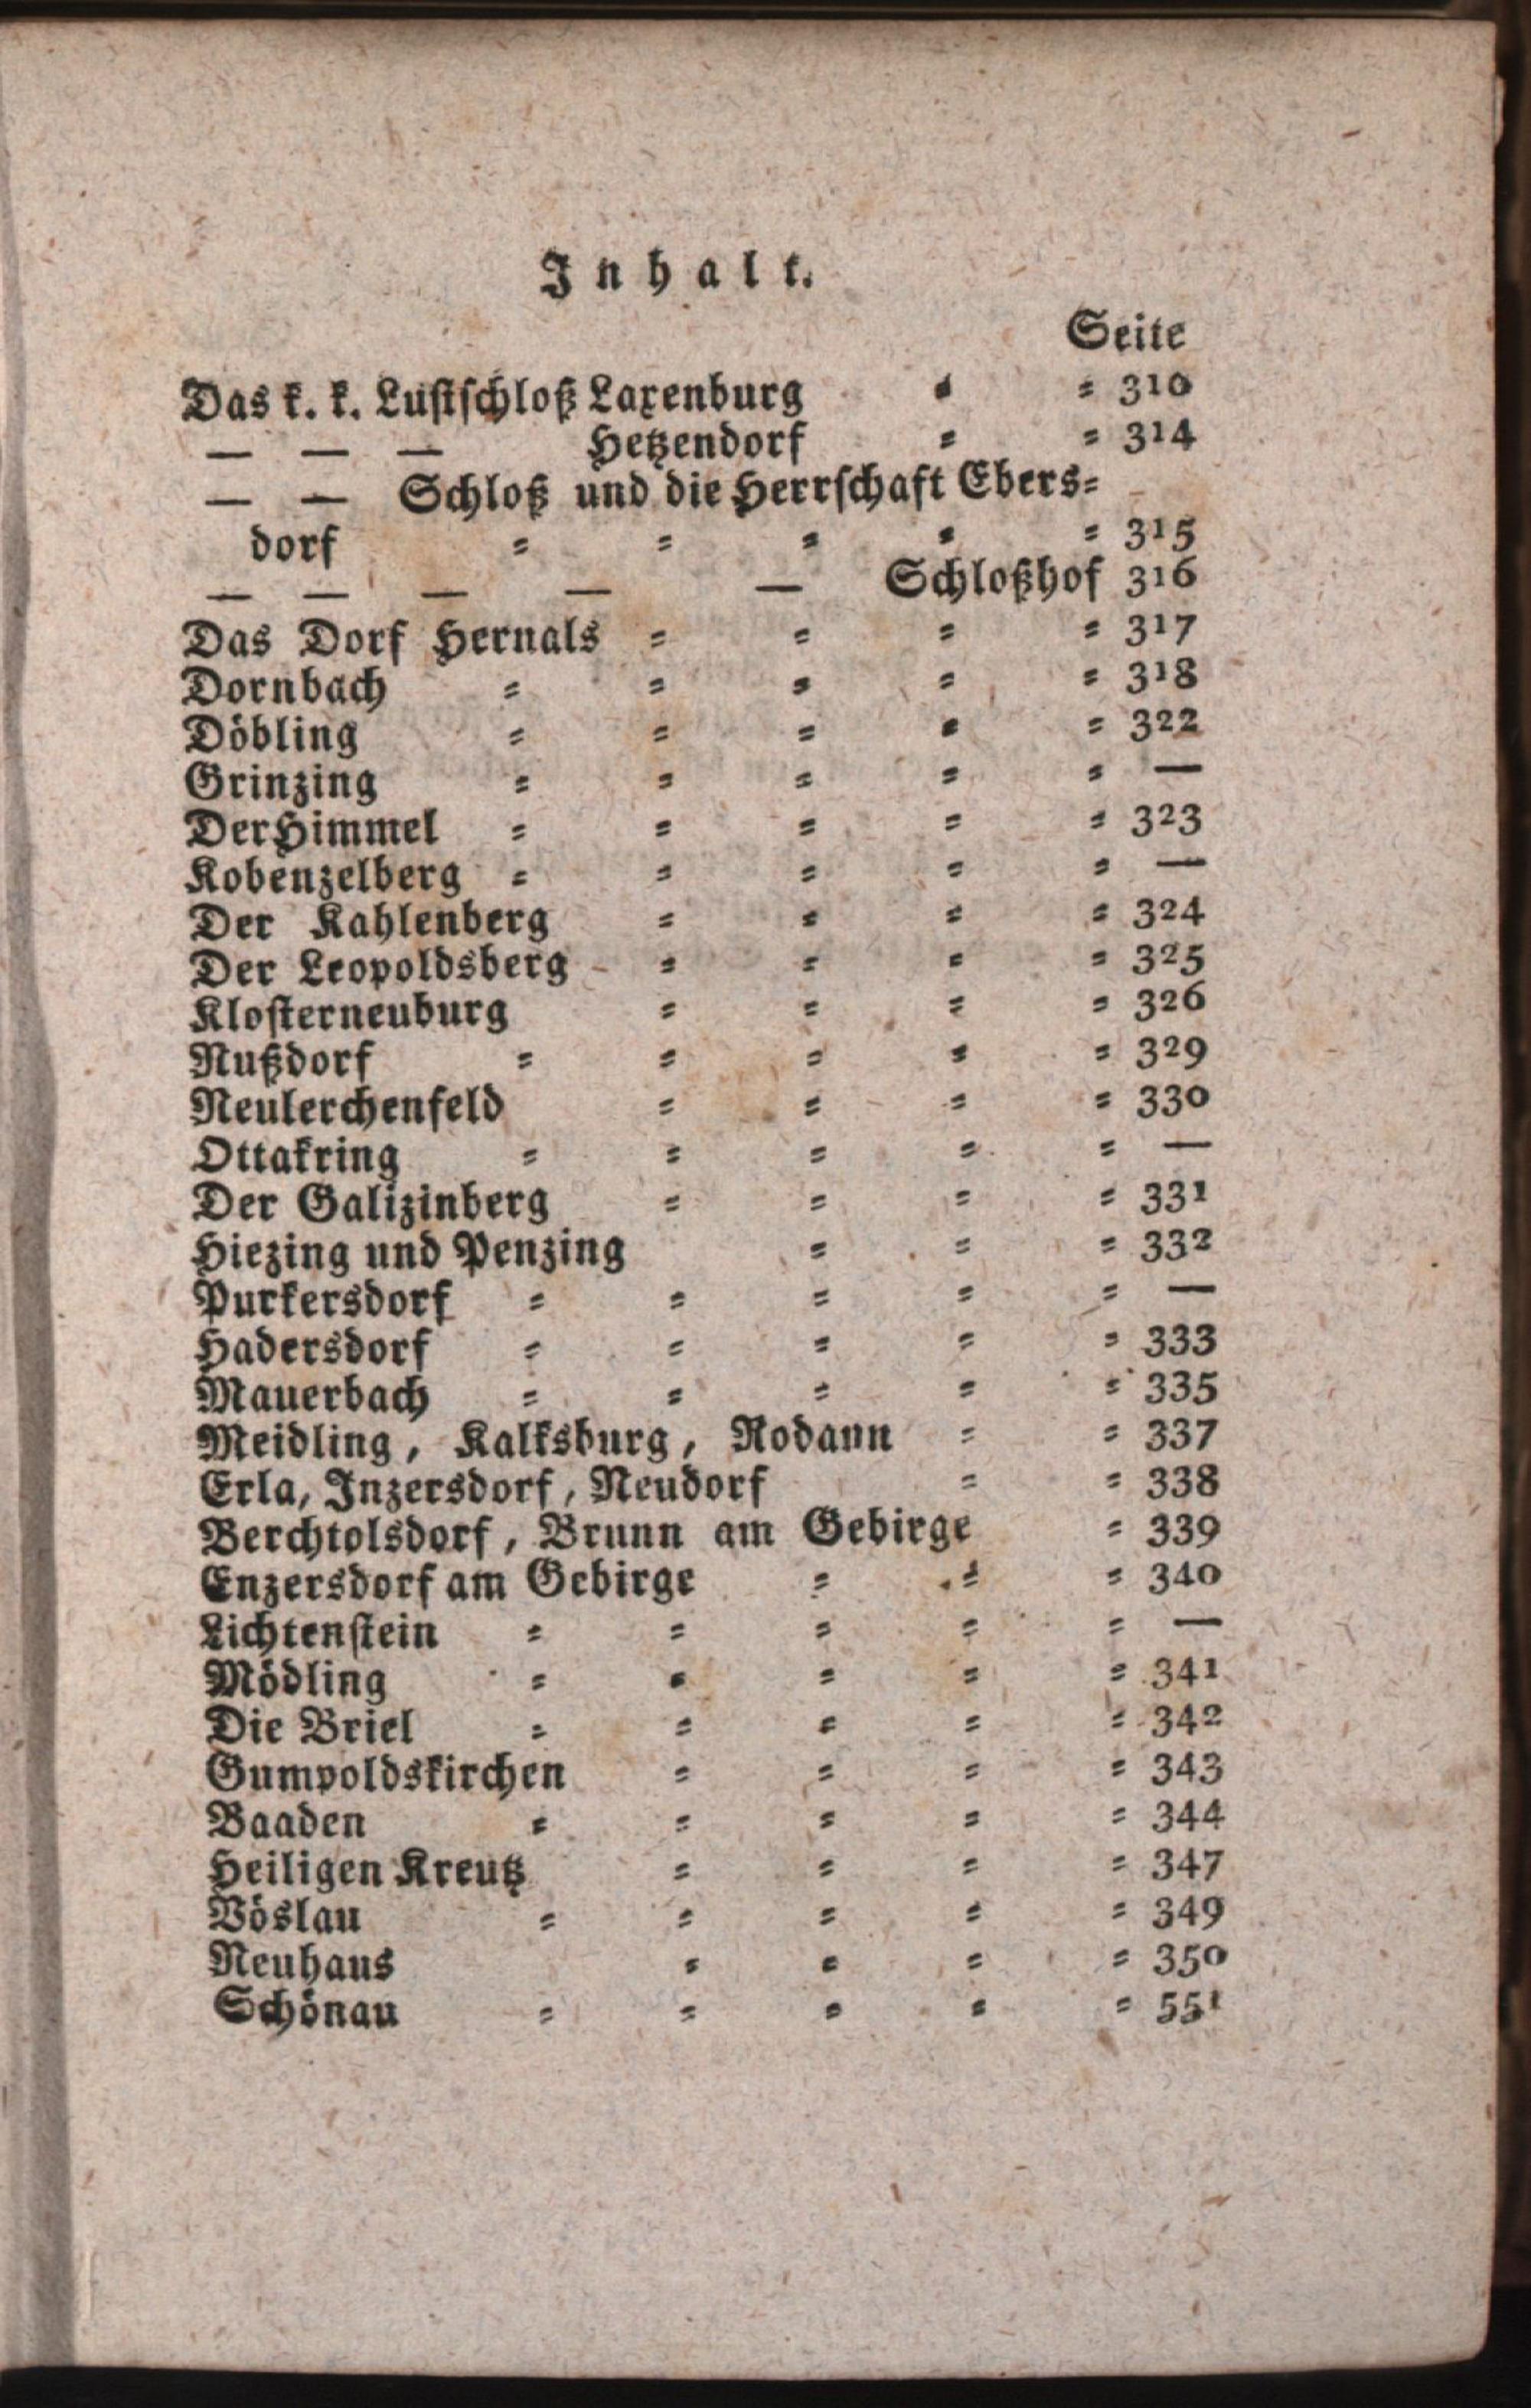 Inhalt.
Seite
Das k. k. Lustschloß Laxenburg = = 310
— — — Hetzendorf = = 314
— — Schloß und die Herrschaft Ebers=
dorf = = = = = 315
— — — — — Schloßhof 316
Das Dorf Hernals = = = = 317
Dornbach = = = = = 318
Döbling = = = = = 322
Grinzing = = = = = —
Der Himmel = = = = = 323
Kobenzelberg = = = = = —
Der Kahlenberg = = = = 324
Der Leopoldsberg = = = = 325
Klosterneuburg = = = = 326
Nußdorf = = = = = 329
Neulerchenfeld = = = = 330
Ottakring = = = = = —
Der Galizinberg = = = = 331
Hiezing und Penzing = = = 332
Purkersdorf = = = = = —
Hadersdorf = = = = = 333
Mauerbach = = = = = 335
Meidling, Kalksburg, Rodann = = 337
Erla, Inzersdorf, Neudorf = = 338
Berchtolsdorf, Brunn am Gebirge = 339
Enzersdorf am Gebirge = = = 340
Lichtenstein = = = = = —
Mödling = = = = = 341
Die Briel = = = = = 342
Gumpoldskirchen = = = = 343
Baaden = = = = = 344
Heiligen Kreutz = = = = 347
Vöslau = = = = = 349
Neuhaus = = = = 350
Schönau = = = = = 551